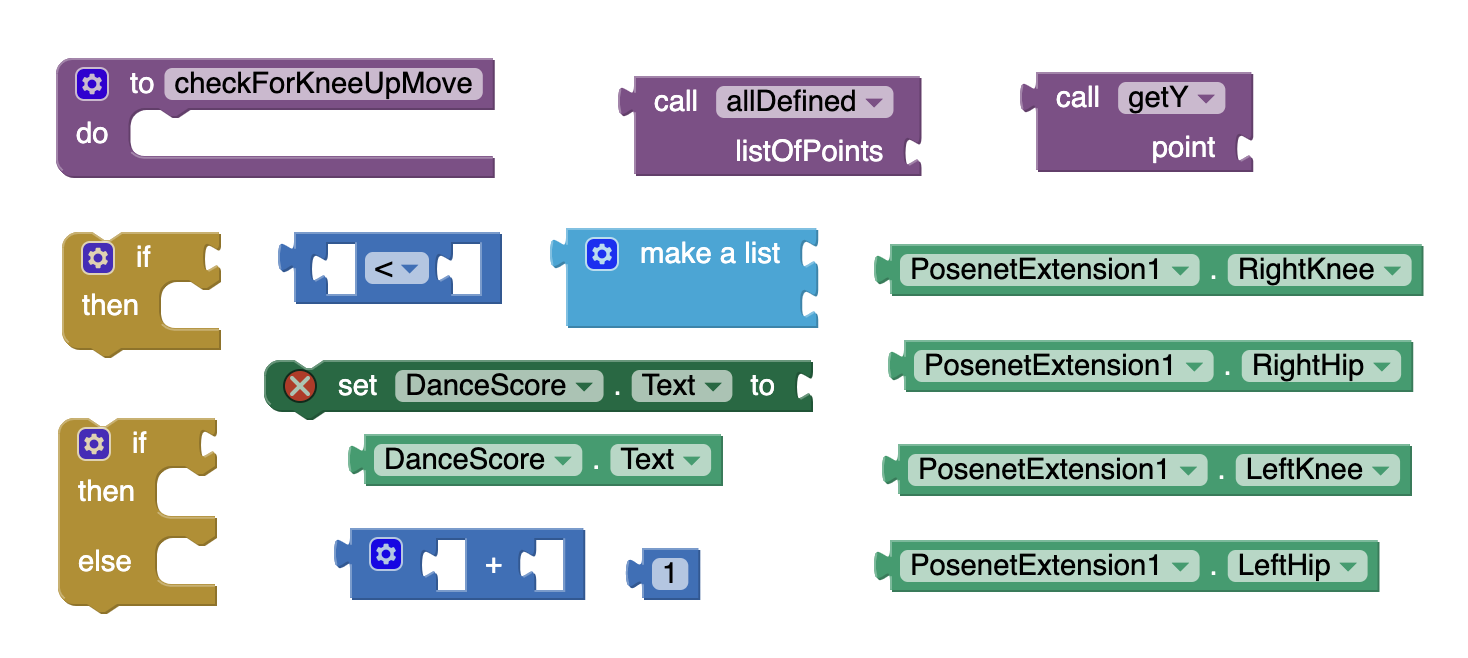 to checkForKneeUpMove
do
call allDefined
listOfPoints
call getY
point
if
then
<
make a list
PosenetExtension1 . RightKnee
set DanceScore . Text to
PosenetExtension1 . RightHip
if
then
else
DanceScore . Text
PosenetExtension1 . LeftKnee
+
1
PosenetExtension1 . LeftHip